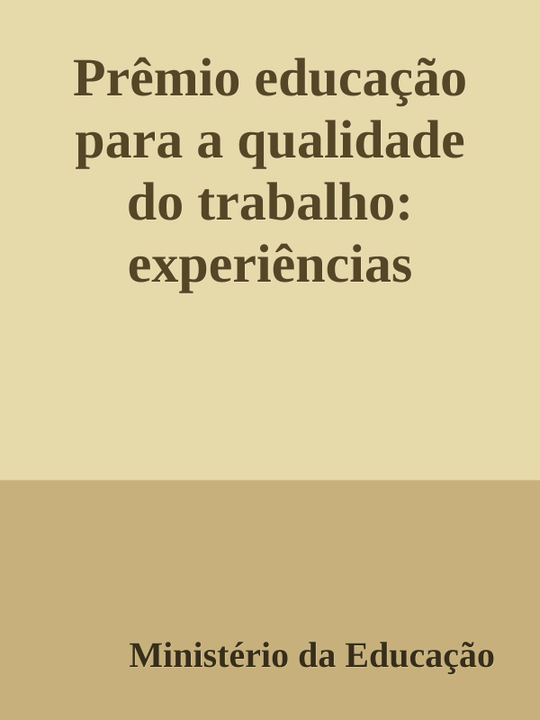 Prêmio educação
para a qualidade
do trabalho:
experiências
Ministério da Educação